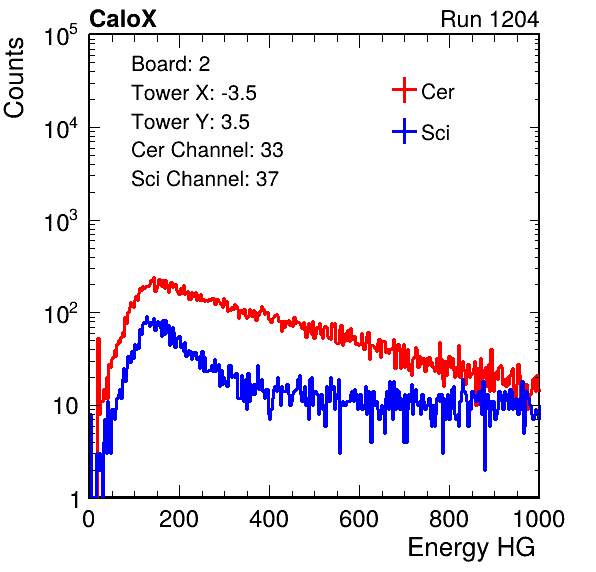 CaloX Run 1204
Counts
10^5
10^4
10^3
10^2
10
1
Board: 2
Tower X: -3.5
Tower Y: 3.5
Cer Channel: 33
Sci Channel: 37
Cer
Sci
0 200 400 600 800 1000
Energy HG